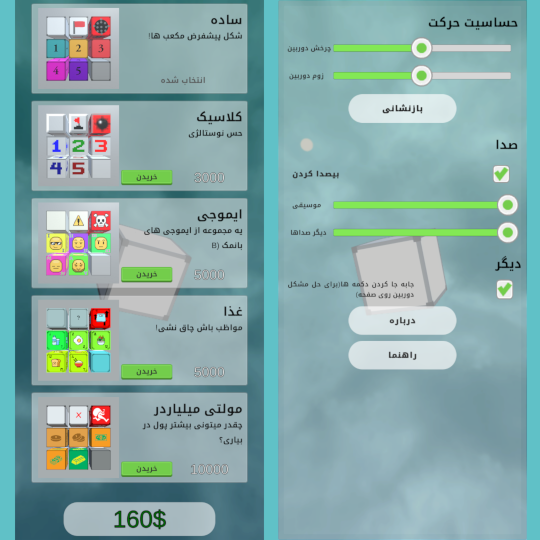 ساده
شکل پیشفرض مکعب ها!
انتخاب شده
1 2 3
4 5
کلاسیک
حس نوستالژی
خریدن
3000
1 2 3
4 5
ایموجی
یه مجموعه از ایموجی های
بانمک (B
خریدن
5000
غذا
مواظب باش چاق نشی!
خریدن
5000
مولتی میلیاردر
چقدر میتونی بیشتر پول در
بیاری؟
خریدن
10000
160$
حساسیت حرکت
چرخش دوربین
زوم دوربین
بازنشانی
صدا
بیصدا کردن
موسیقی
دیگر صداها
دیگر
جابه جا کردن دکمه ها(برای حل مشکل
دوربین روی صفحه)
درباره
راهنما